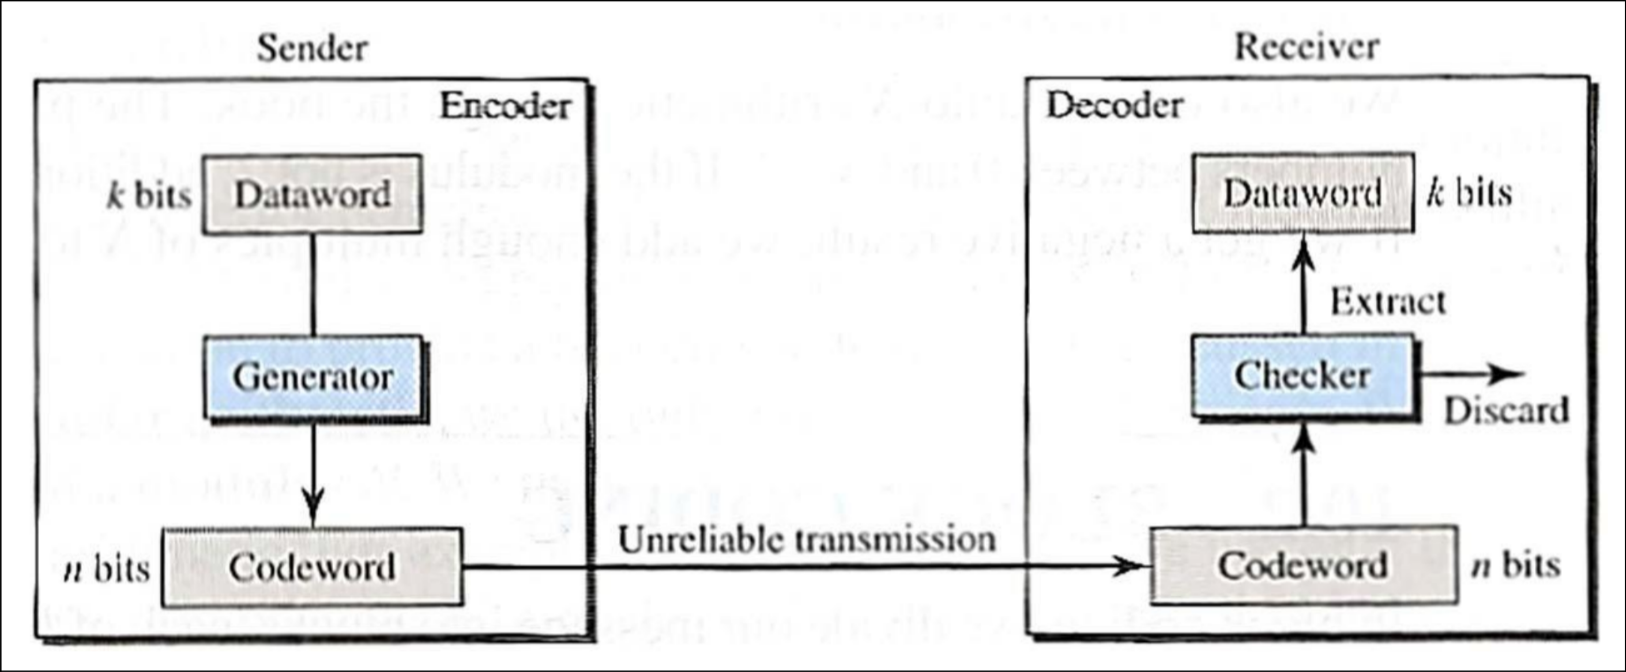 Sender
Receiver
Encoder
Decoder
k bits
Dataword
Dataword
k bits
Extract
Generator
Checker
Discard
Unreliable transmission
n bits
Codeword
Codeword
n bits